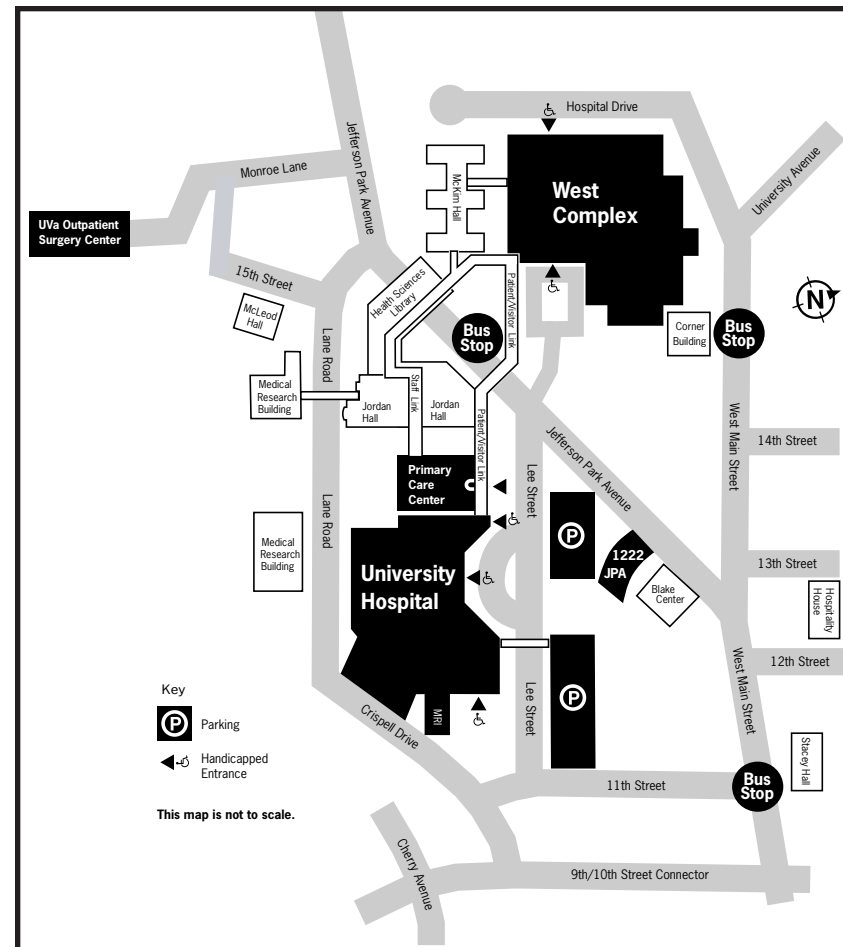 Hospital Drive
Jefferson Park Avenue
Monroe Lane
McKim Hall
West
Complex
University Avenue
UVa Outpatient
Surgery Center
15th Street
Health Sciences
Library
Patient/Visitor Link
N
McLeod
Hall
Bus
Stop
Corner
Building
Bus
Stop
Lane Road
Medical
Research
Building
Jordan
Hall
Staff Link
Jordan
Hall
Patient/Visitor Link
West Main Street
14th Street
Jefferson Park Avenue
Primary
Care
Center
Lee Street
Lane Road
P
Medical
Research
Building
1222
JPA
13th Street
University
Hospital
Blake
Center
Hospitality
House
12th Street
West Main Street
Lee Street
P
Key
P
Parking
MRI
Crispell Drive
Stacey Hall
Handicapped
Entrance
Bus
Stop
11th Street
This map is not to scale.
Cherry Avenue
9th/10th Street Connector